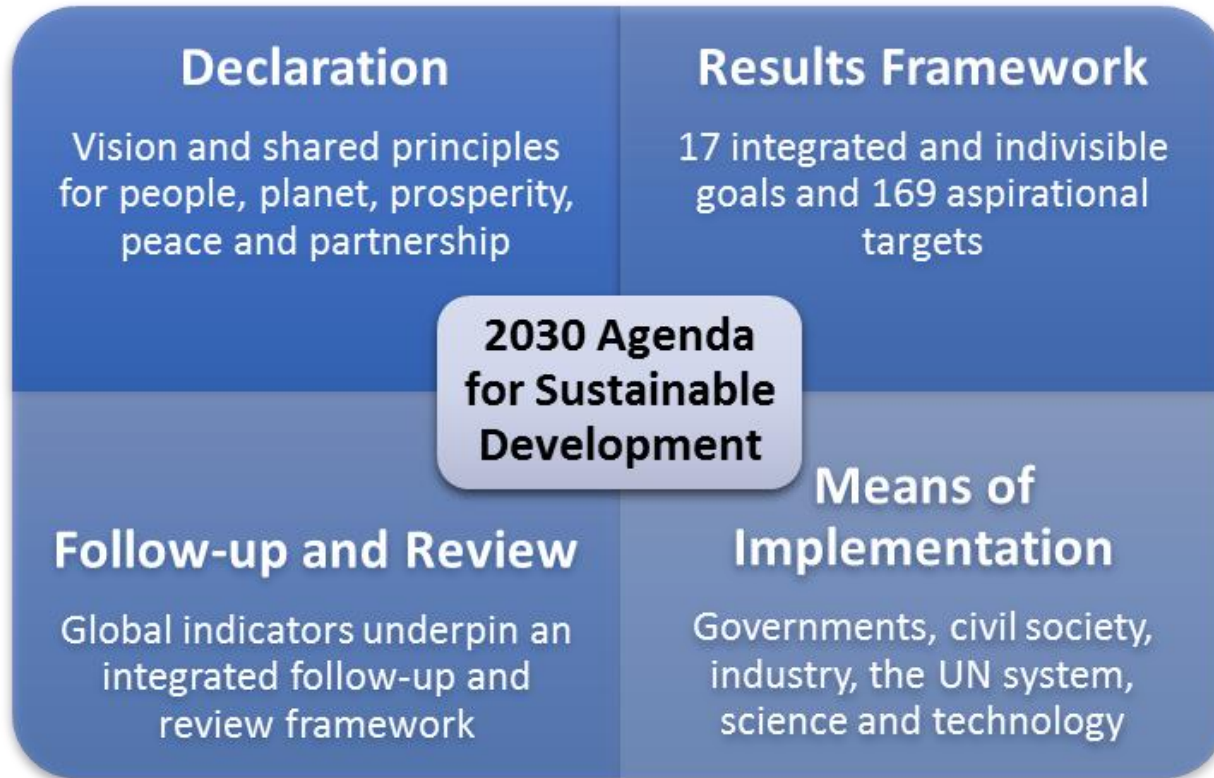 Declaration
Vision and shared principles
for people, planet, prosperity,
peace and partnership
Results Framework
17 integrated and indivisible
goals and 169 aspirational
targets
2030 Agenda
for Sustainable
Development
Follow-up and Review
Global indicators underpin an
integrated follow-up and
review framework
Means of
Implementation
Governments, civil society,
industry, the UN system,
science and technology